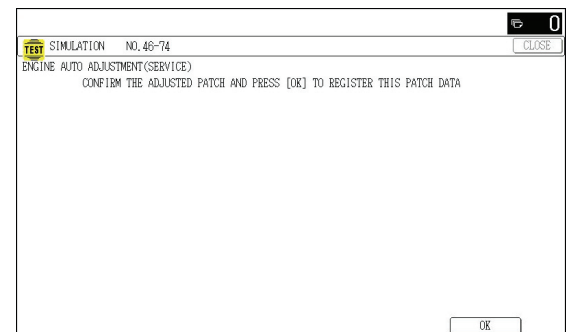 0
TEST SIMULATION NO.46-74 CLOSE
ENGINE AUTO ADJUSTMENT(SERVICE)
CONFIRM THE ADJUSTED PATCH AND PRESS [OK] TO REGISTER THIS PATCH DATA
OK